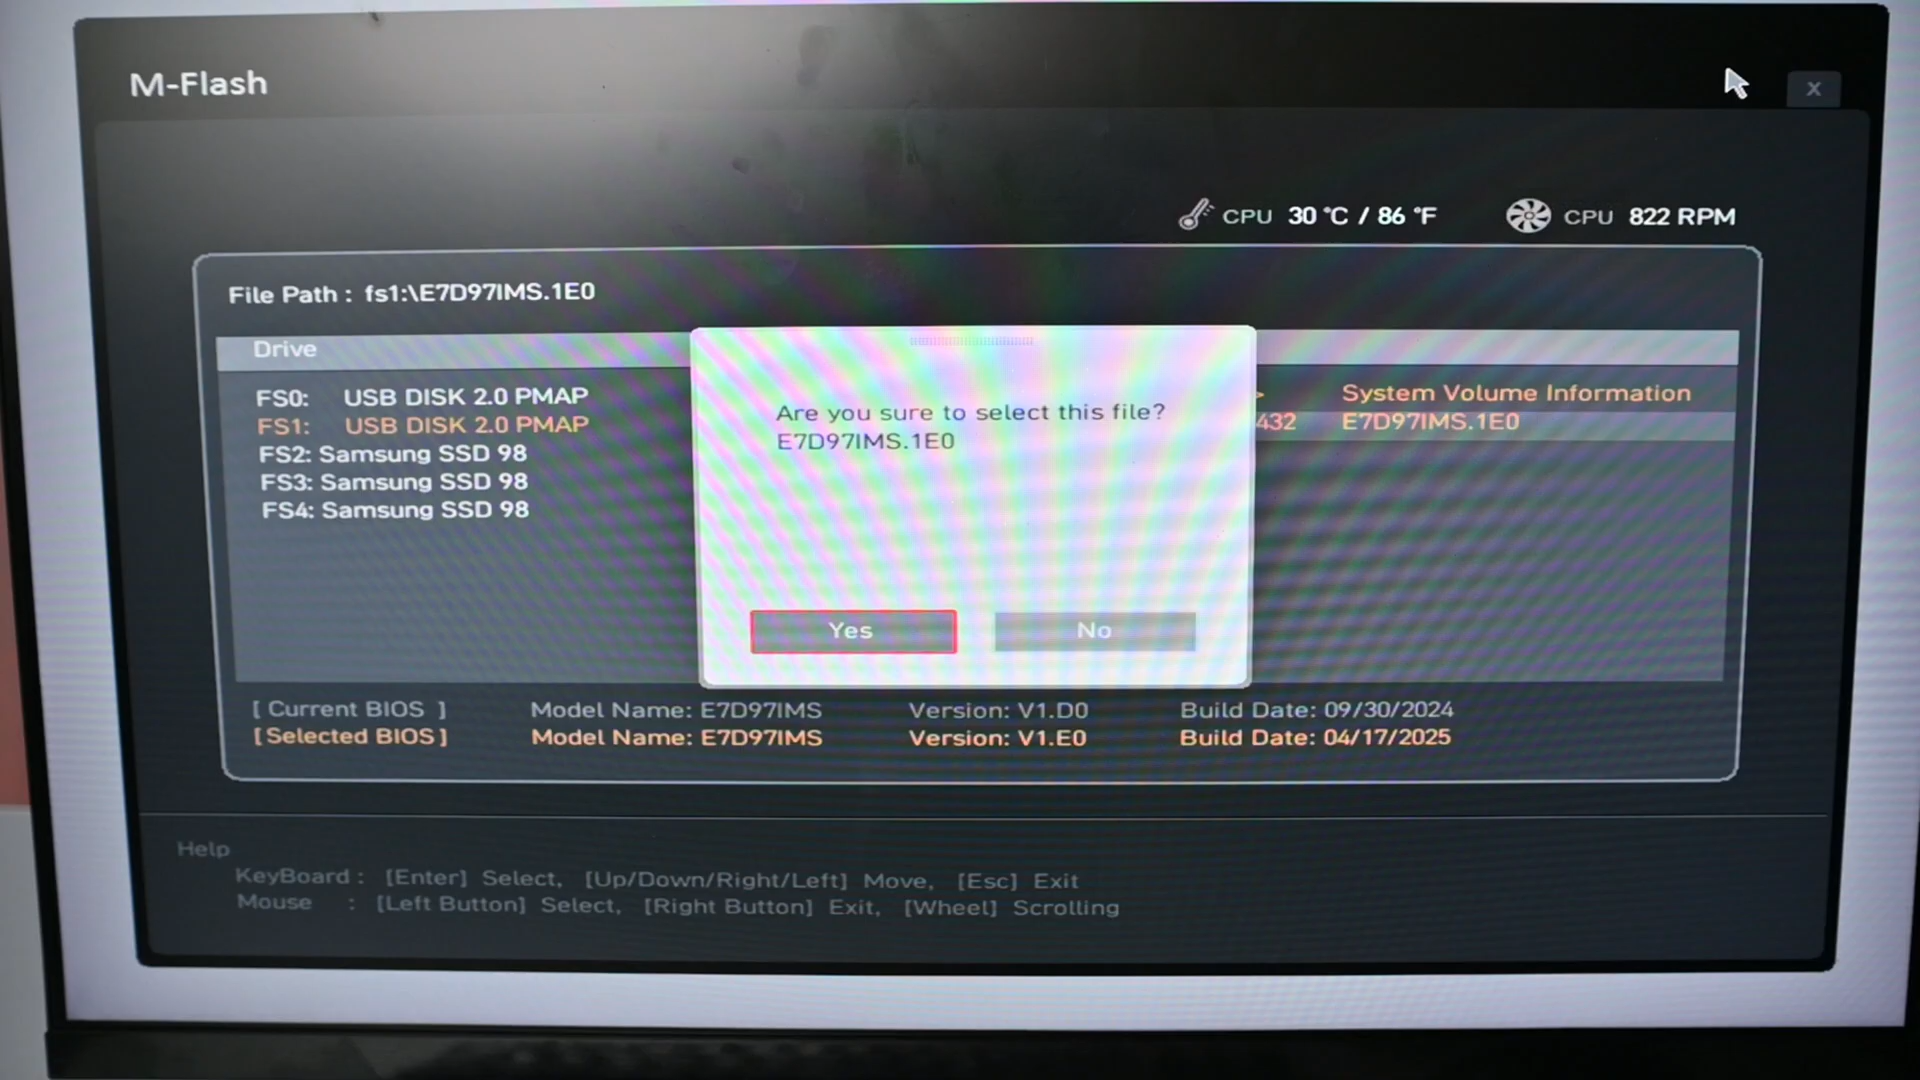 M-Flash
X
CPU 30 °C / 86 °F
CPU 822 RPM
File Path : fs1:\E7D97IMS.1E0
Drive
FS0: USB DISK 2.0 PMAP
FS1: USB DISK 2.0 PMAP
FS2: Samsung SSD 98
FS3: Samsung SSD 98
FS4: Samsung SSD 98
> System Volume Information
432 E7D97IMS.1E0
Are you sure to select this file?
E7D97IMS.1E0
Yes
No
[ Current BIOS ] Model Name: E7D97IMS Version: V1.D0 Build Date: 09/30/2024
[Selected BIOS] Model Name: E7D97IMS Version: V1.E0 Build Date: 04/17/2025
Help
KeyBoard : [Enter] Select, [Up/Down/Right/Left] Move, [Esc] Exit
Mouse : [Left Button] Select, [Right Button] Exit, [Wheel] Scrolling